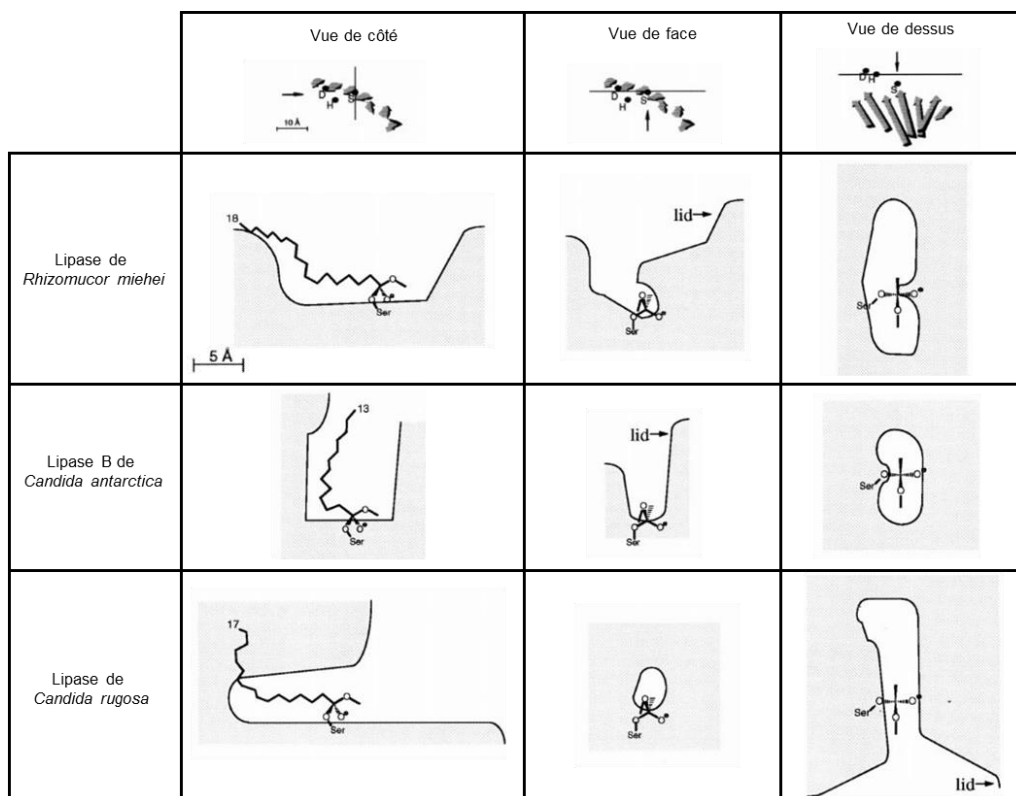 Vue de côté
Vue de face
Vue de dessus
D
H
S
10 Å
D
H
S
D
H
S
Lipase de
Rhizomucor miehei
18
O
O
Ser
5 Å
lid
O
O
O
Ser
O
O
O
Ser
Lipase B de
Candida antarctica
13
O
O
O
Ser
lid
O
O
O
Ser
O
O
O
Ser
Lipase de
Candida rugosa
17
O
O
O
Ser
O
O
O
Ser
O
O
O
Ser
lid